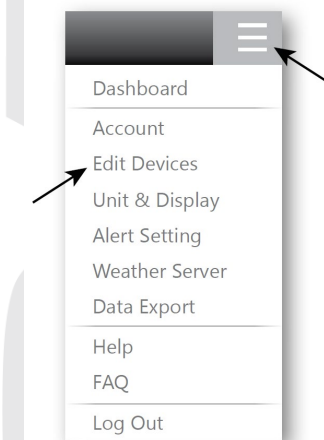 Dashboard
Account
Edit Devices
Unit & Display
Alert Setting
Weather Server
Data Export
Help
FAQ
Log Out